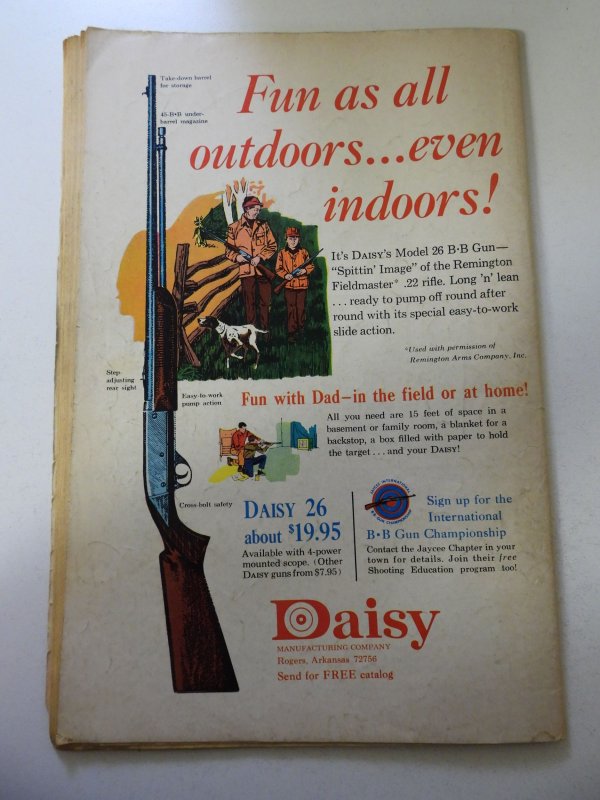 Take-down barrel
for storage
45-B•B under-
barrel magazine
Fun as all
outdoors...even
indoors!
It's DAISY'S Model 26 B•B Gun—
"Spittin' Image" of the Remington
Fieldmaster* .22 rifle. Long 'n' lean
. . . ready to pump off round after
round with its special easy-to-work
slide action.
*Used with permission of
Remington Arms Company, Inc.
Step-
adjusting
rear sight
Easy-to-work
pump action
Fun with Dad—in the field or at home!
All you need are 15 feet of space in a
basement or family room, a blanket for a
backstop, a box filled with paper to hold
the target . . . and your DAISY!
Cross-bolt safety
DAISY 26
about $19.95
Available with 4-power
mounted scope. (Other
DAISY guns from $7.95)
JAYCEE INTERNATIONAL
B•B GUN CHAMPIONSHIP
Sign up for the
International
B•B Gun Championship
Contact the Jaycee Chapter in your
town for details. Join their free
Shooting Education program too!
Daisy
MANUFACTURING COMPANY
Rogers, Arkansas 72756
Send for FREE catalog